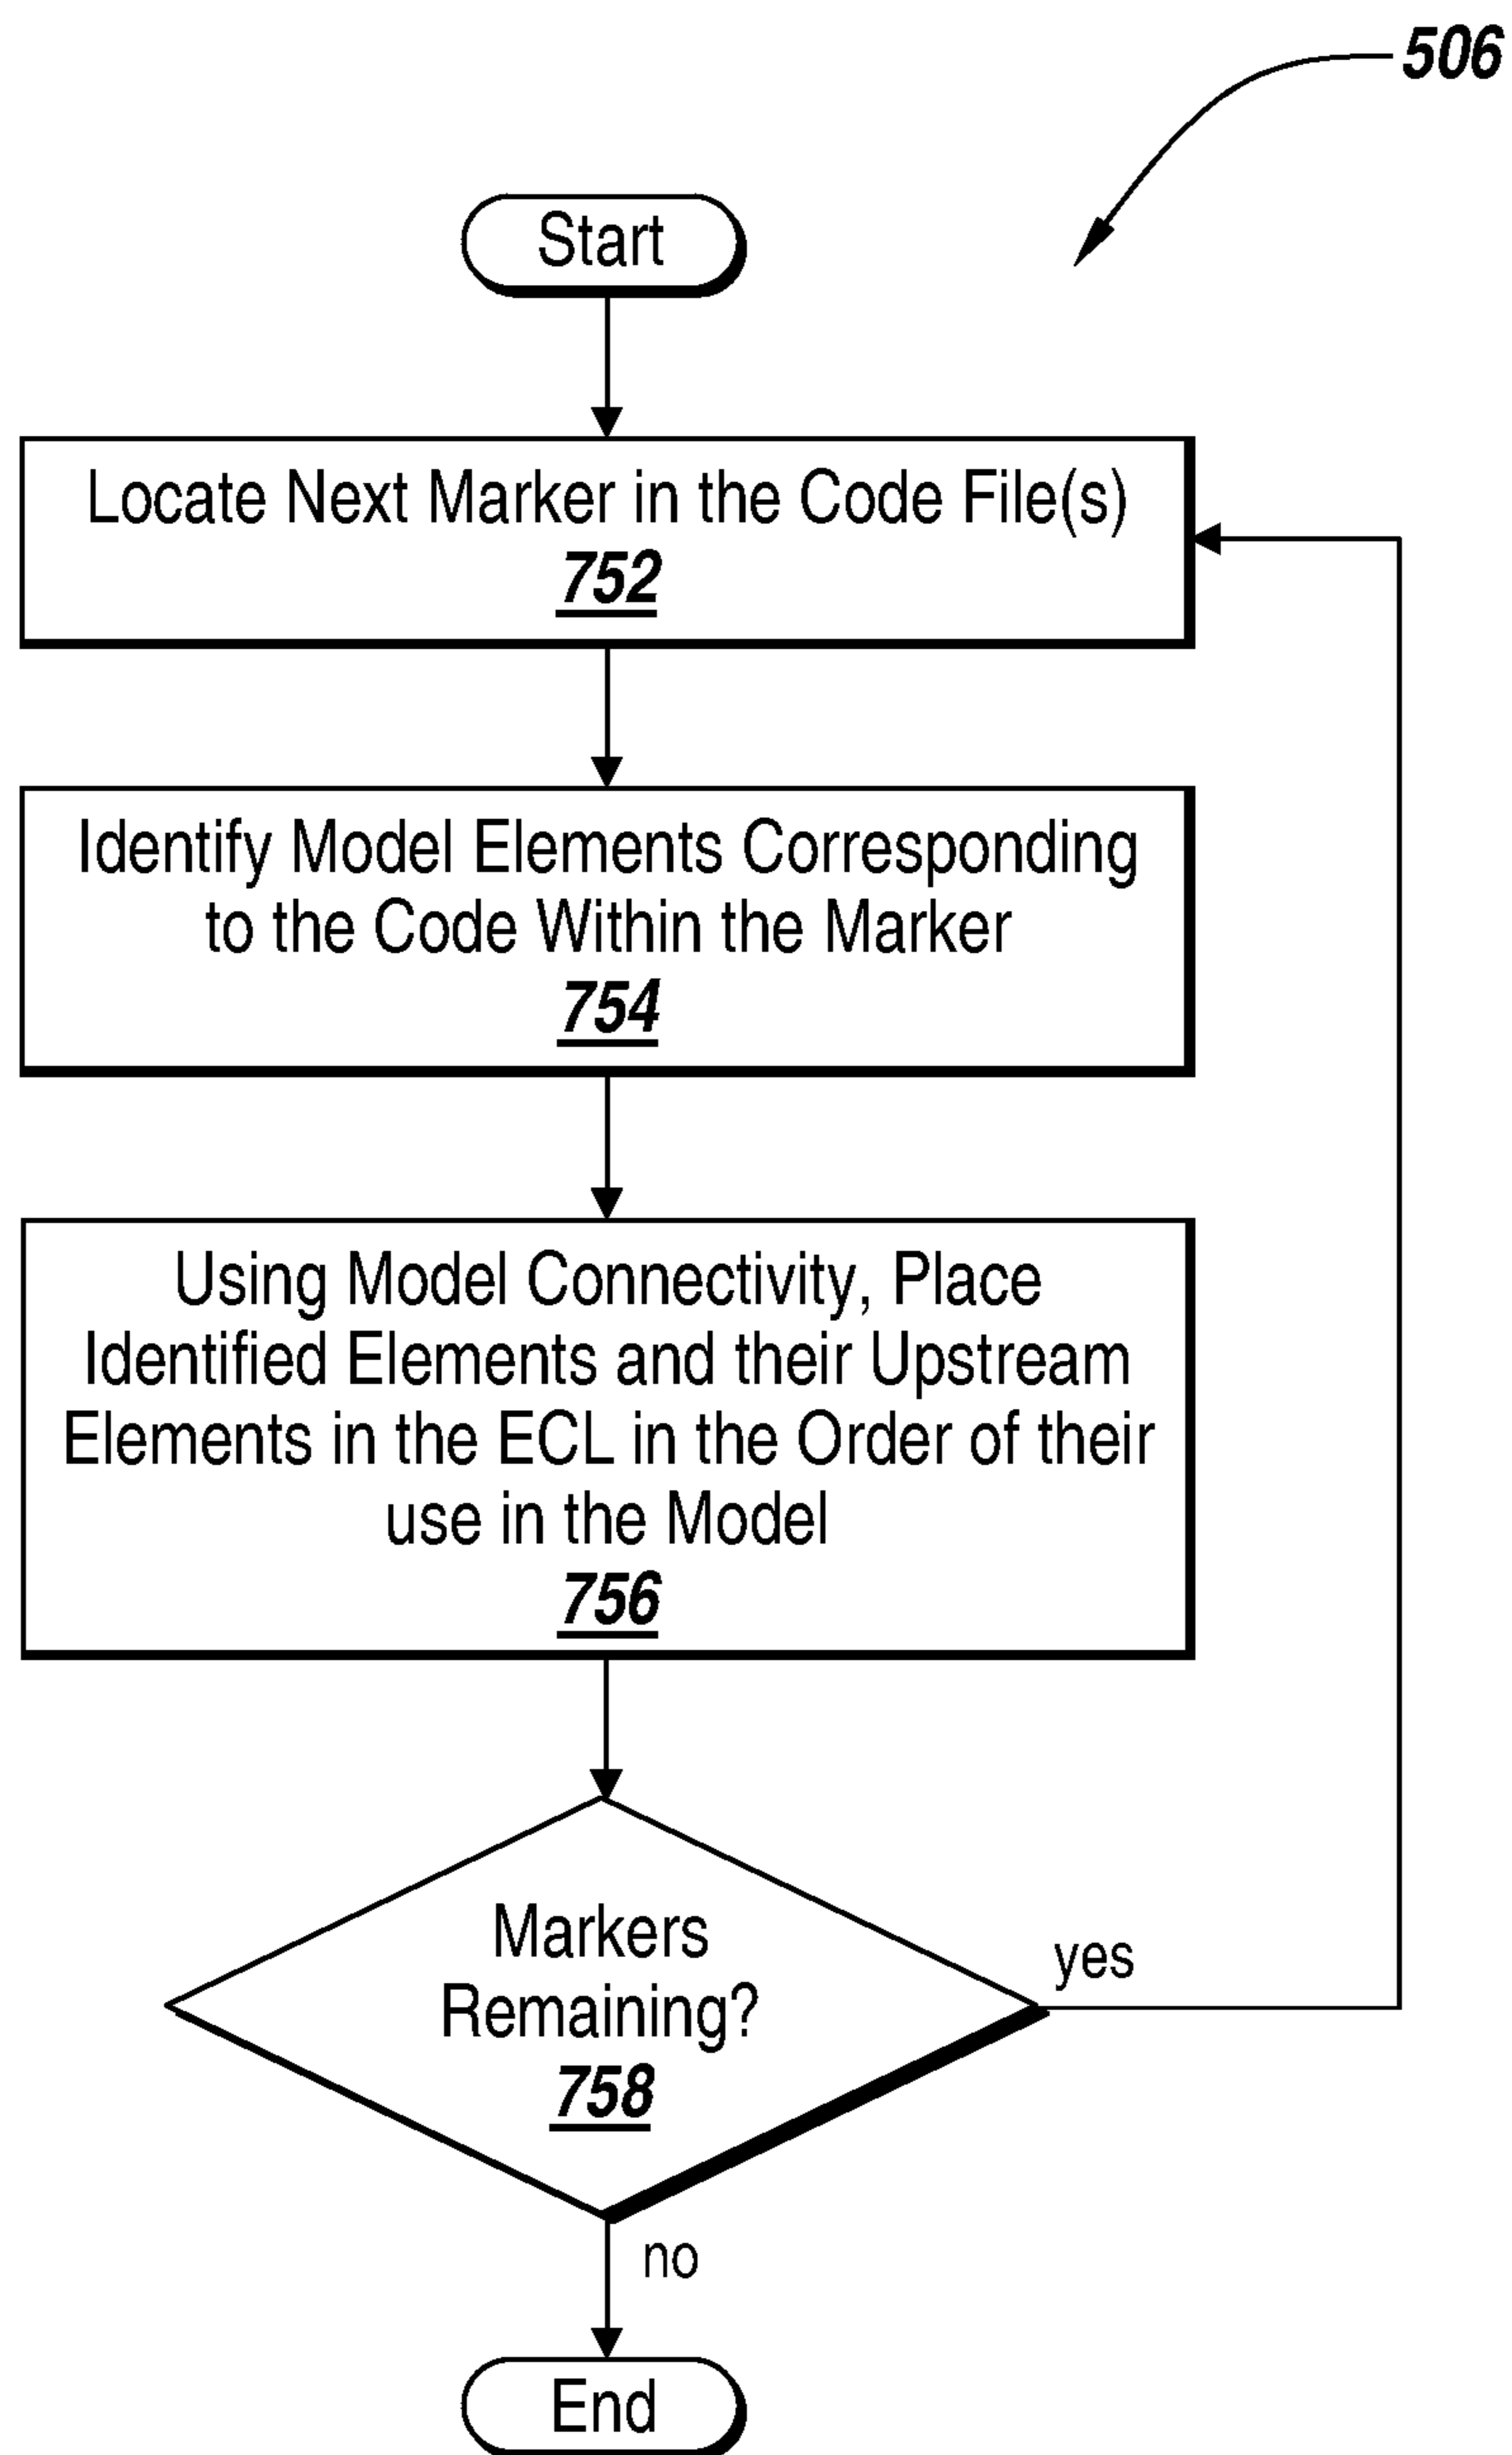 506
Start
Locate Next Marker in the Code File(s)
752
Identify Model Elements Corresponding
to the Code Within the Marker
754
Using Model Connectivity, Place
Identified Elements and their Upstream
Elements in the ECL in the Order of their
use in the Model
756
Markers
Remaining?
758
yes
no
End